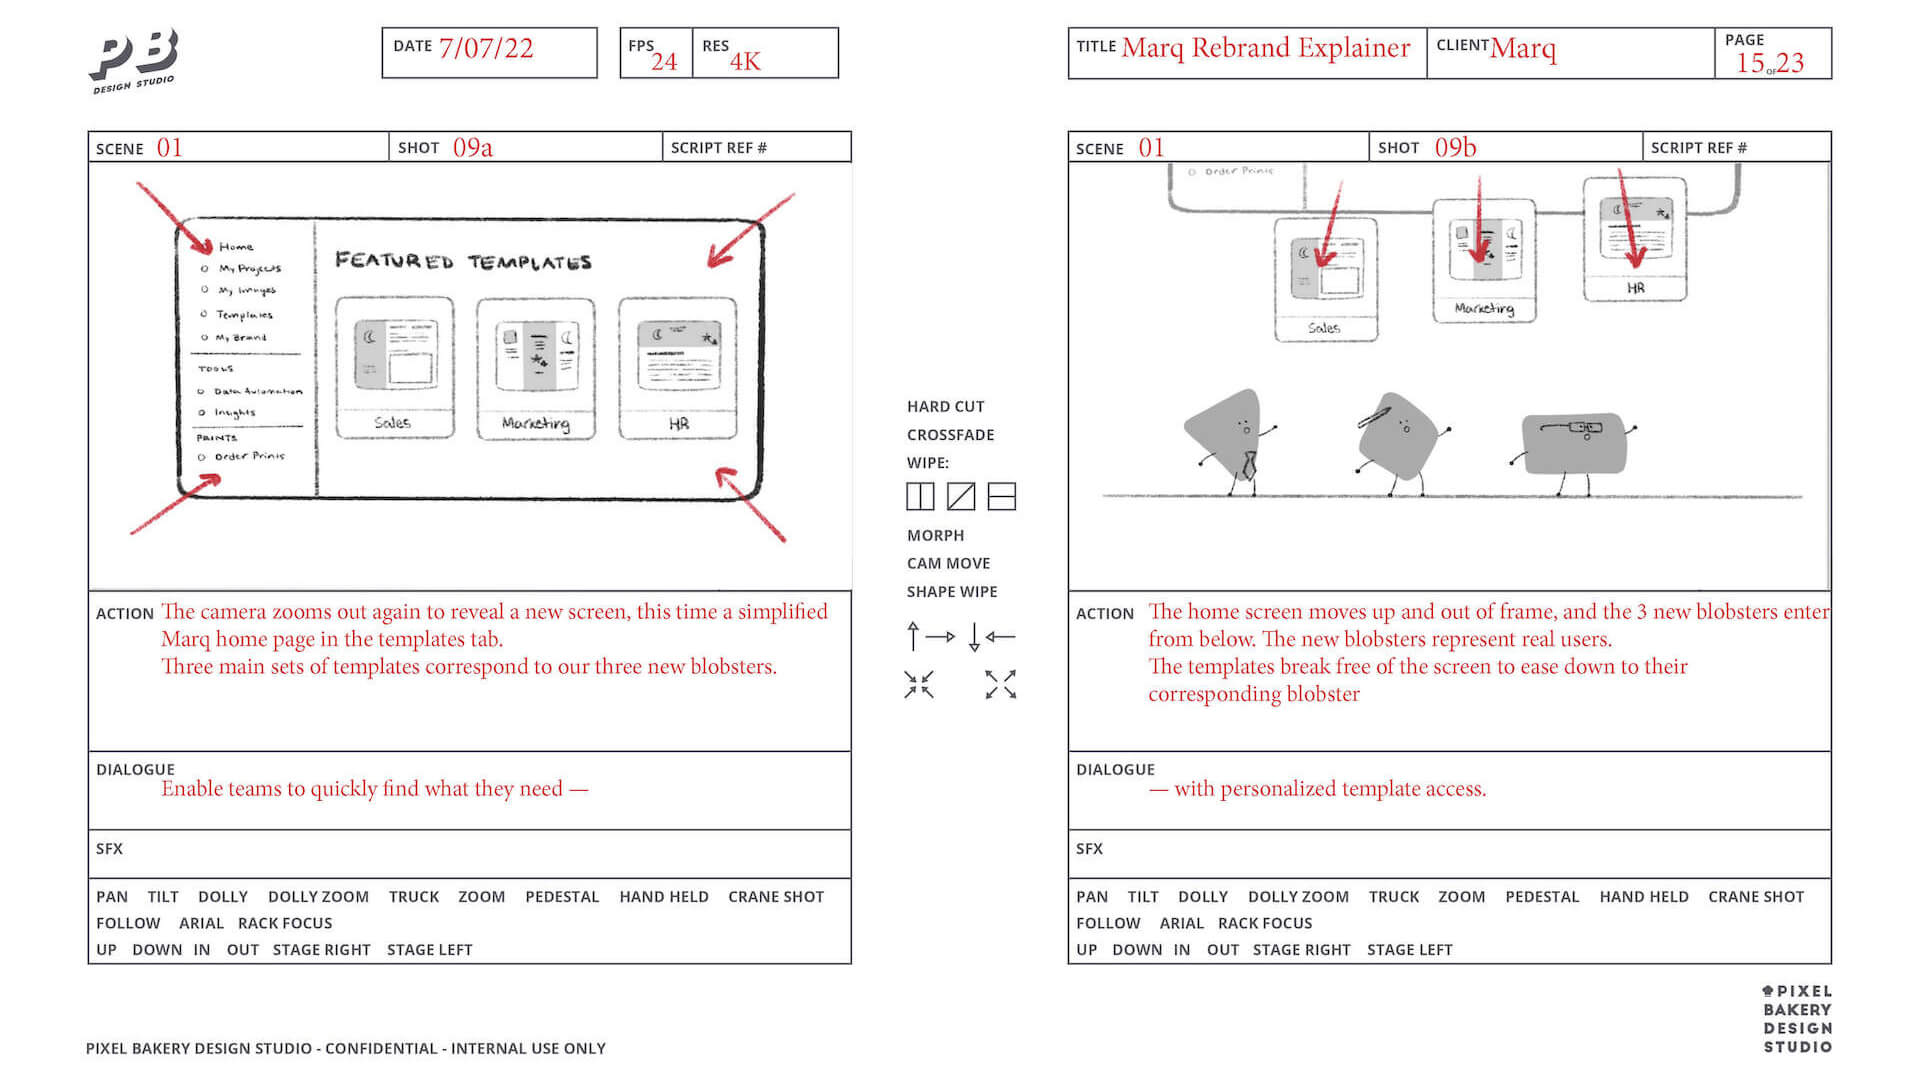 PB
DESIGN STUDIO
DATE 7/07/22
FPS 24
RES 4K
TITLE Marq Rebrand Explainer
CLIENT Marq
PAGE 15 OF 23
SCENE 01
SHOT 09a
SCRIPT REF #
Home
My Projects
My Images
Templates
My Brand
TOOLS
Data Automation
Insights
PRINTS
Order Prints
FEATURED TEMPLATES
Sales
Marketing
HR
ACTION The camera zooms out again to reveal a new screen, this time a simplified
Marq home page in the templates tab.
Three main sets of templates correspond to our three new blobsters.
DIALOGUE
Enable teams to quickly find what they need —
SFX
PAN TILT DOLLY DOLLY ZOOM TRUCK ZOOM PEDESTAL HAND HELD CRANE SHOT
FOLLOW ARIAL RACK FOCUS
UP DOWN IN OUT STAGE RIGHT STAGE LEFT
HARD CUT
CROSSFADE
WIPE:
MORPH
CAM MOVE
SHAPE WIPE
SCENE 01
SHOT 09b
SCRIPT REF #
Order Prints
Sales
Marketing
HR
ACTION The home screen moves up and out of frame, and the 3 new blobsters enter
from below. The new blobsters represent real users.
The templates break free of the screen to ease down to their
corresponding blobster
DIALOGUE
— with personalized template access.
SFX
PAN TILT DOLLY DOLLY ZOOM TRUCK ZOOM PEDESTAL HAND HELD CRANE SHOT
FOLLOW ARIAL RACK FOCUS
UP DOWN IN OUT STAGE RIGHT STAGE LEFT
PIXEL BAKERY DESIGN STUDIO - CONFIDENTIAL - INTERNAL USE ONLY
PIXEL
BAKERY
DESIGN
STUDIO